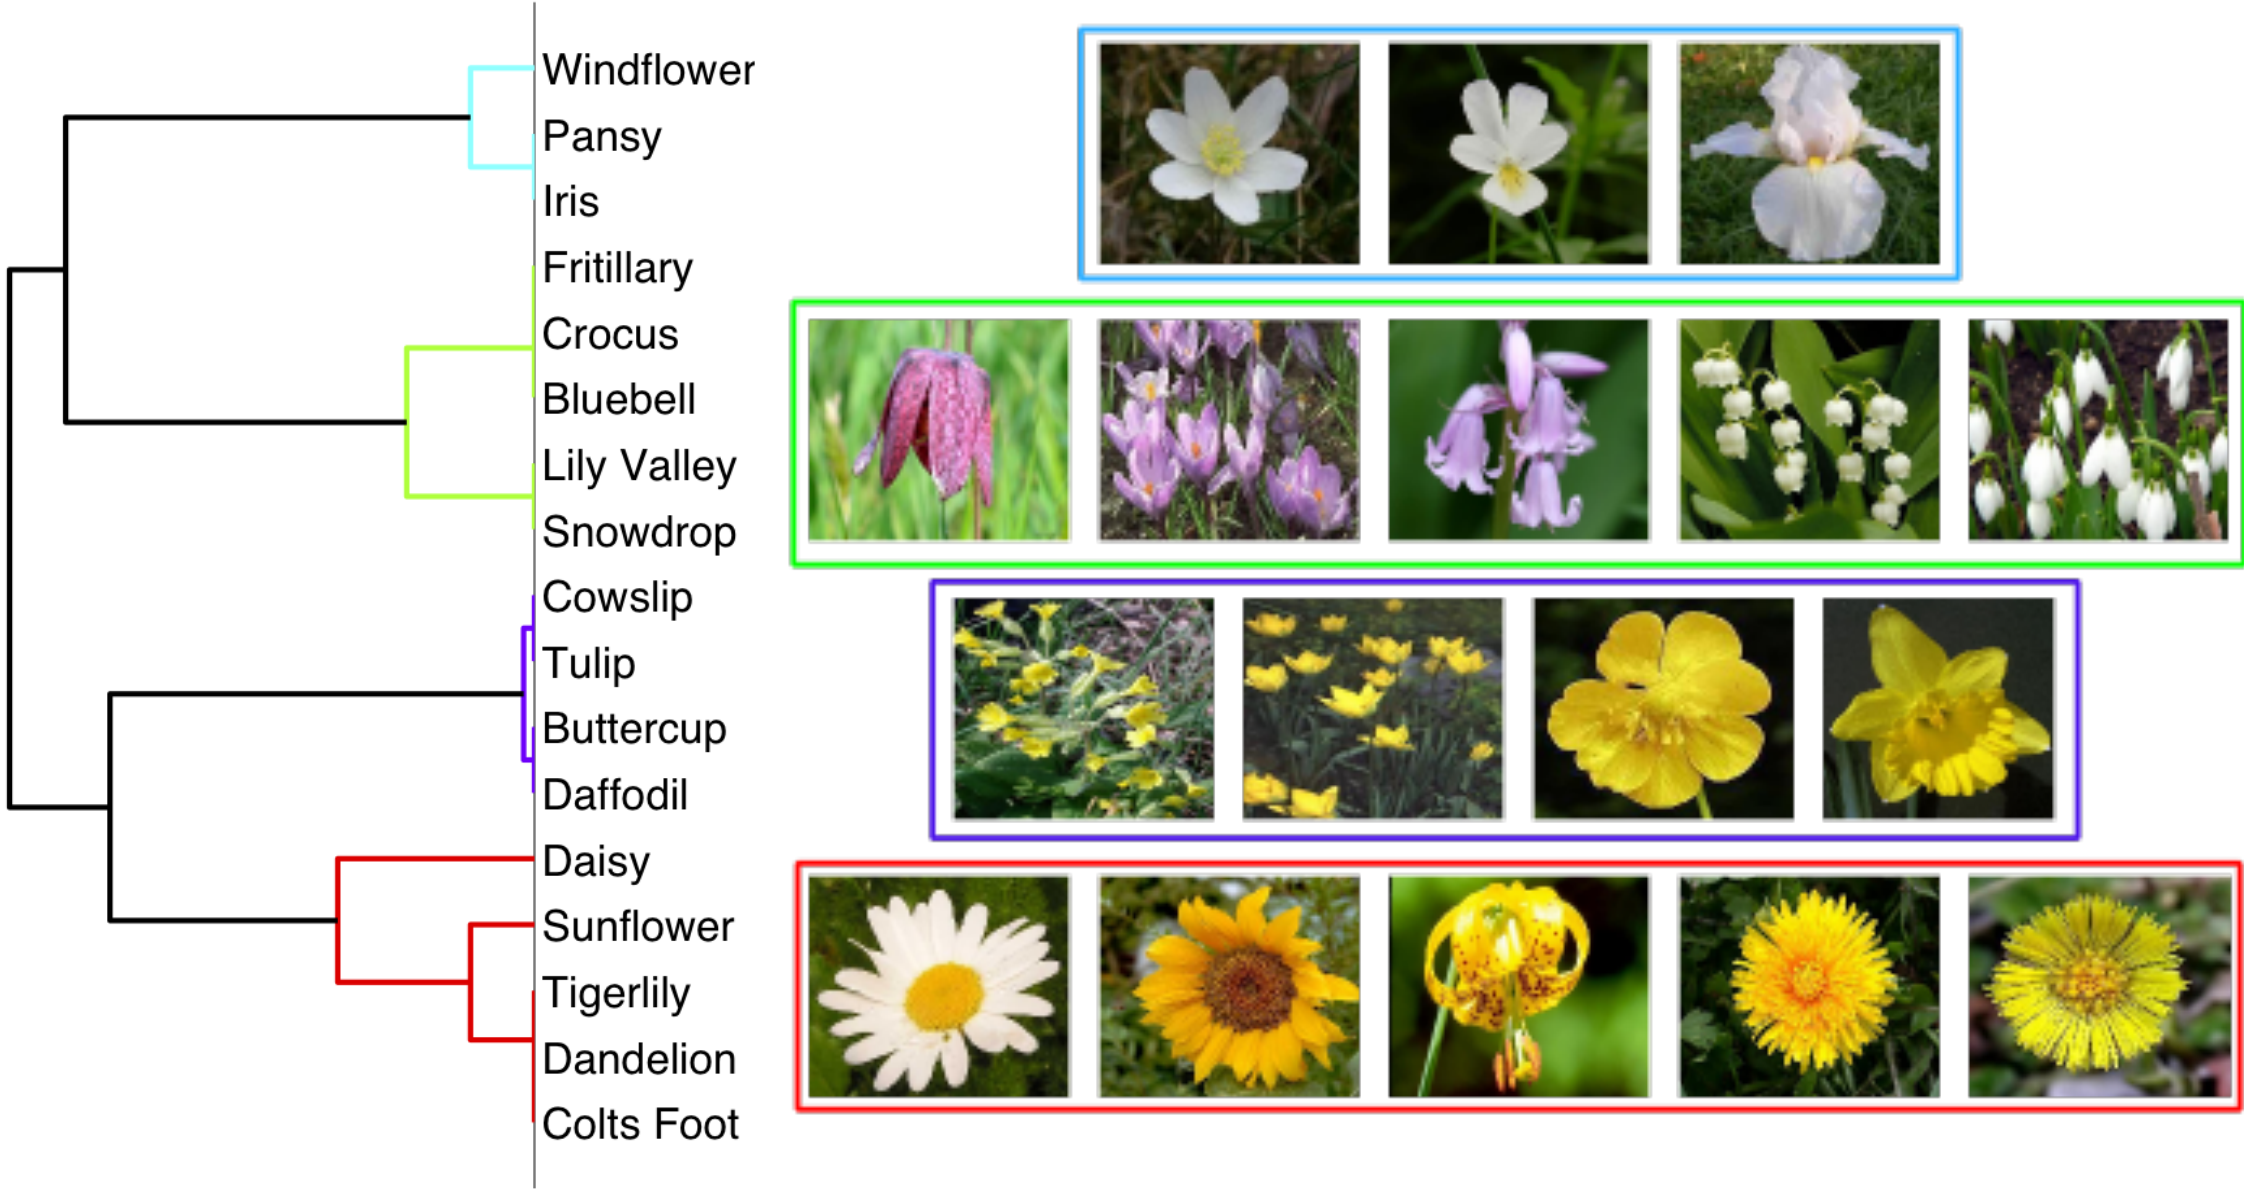 Windflower
Pansy
Iris
Fritillary
Crocus
Bluebell
Lily Valley
Snowdrop
Cowslip
Tulip
Buttercup
Daffodil
Daisy
Sunflower
Tigerlily
Dandelion
Colts Foot